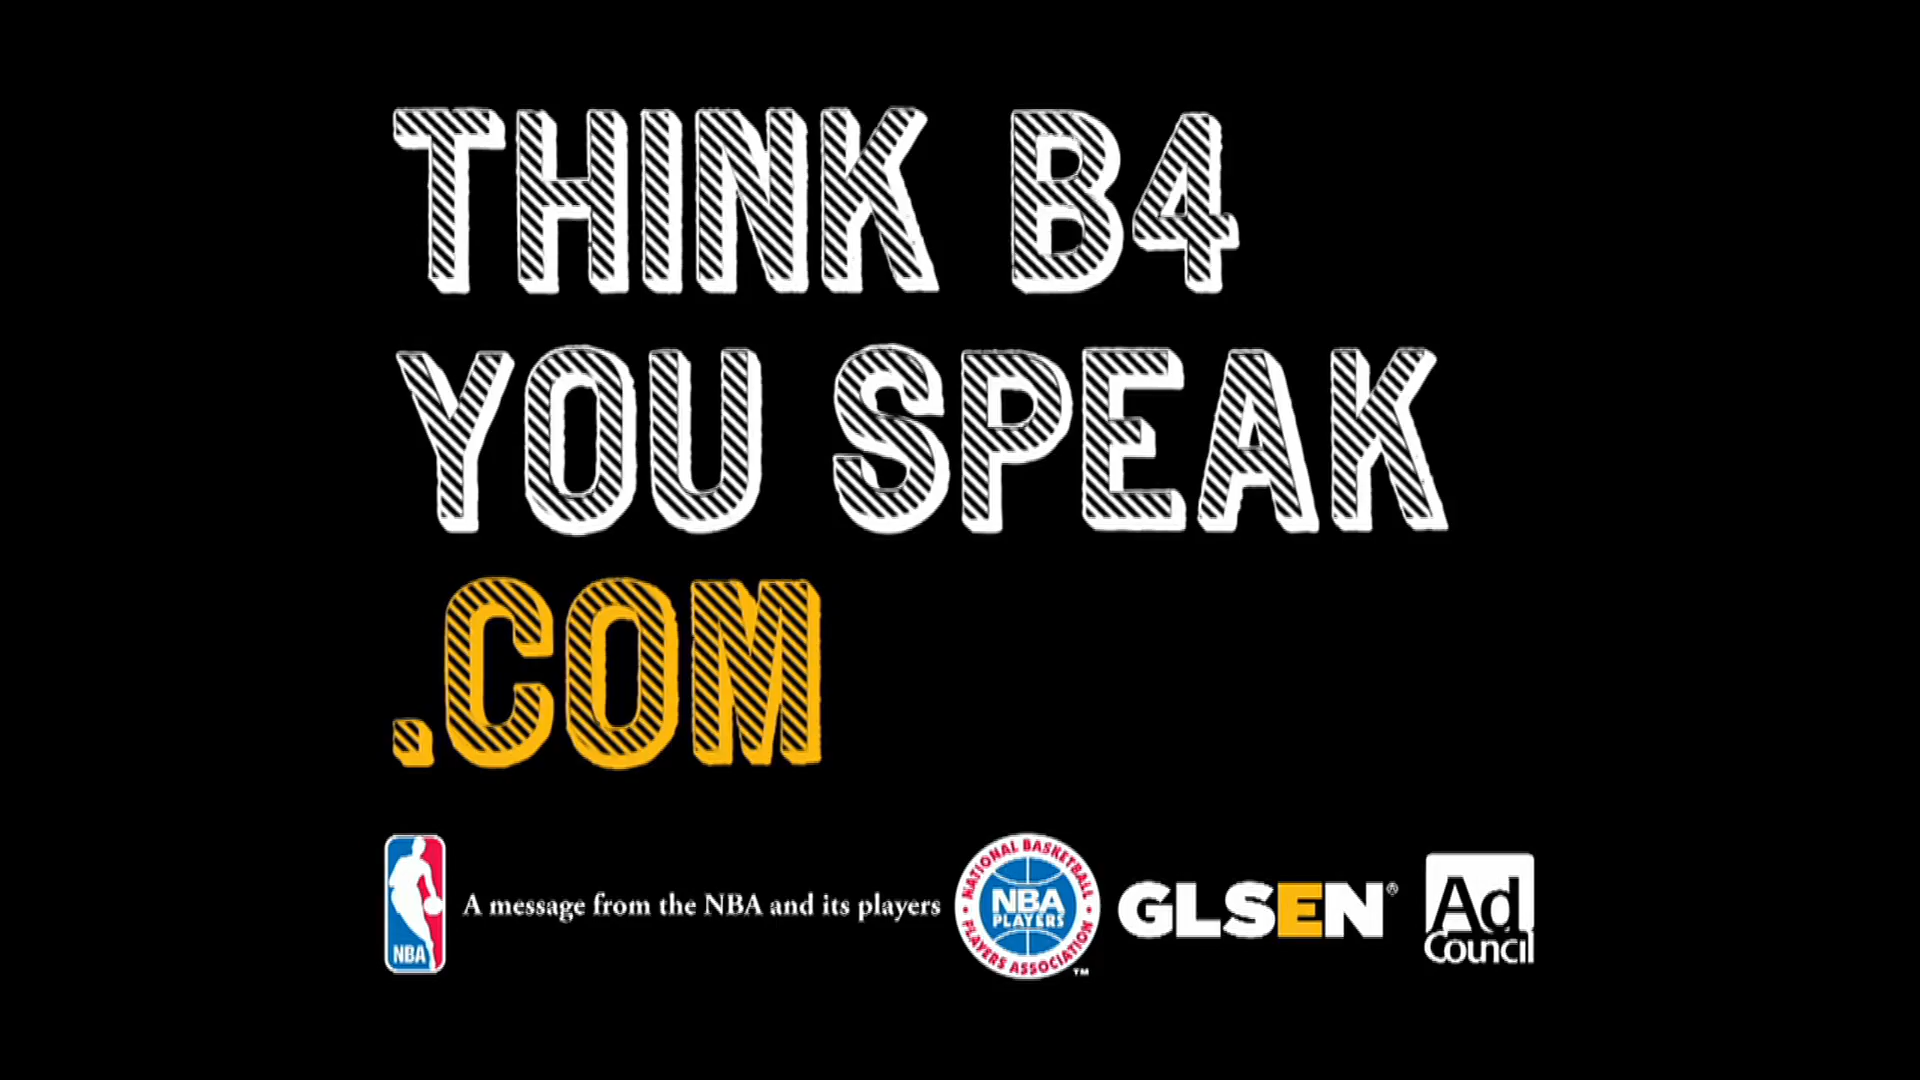 THINK B4
YOU SPEAK
.COM
NBA
A message from the NBA and its players
NATIONAL BASKETBALL
NBA
PLAYERS
PLAYERS ASSOCIATION
TM
GLSEN®
Ad
Council